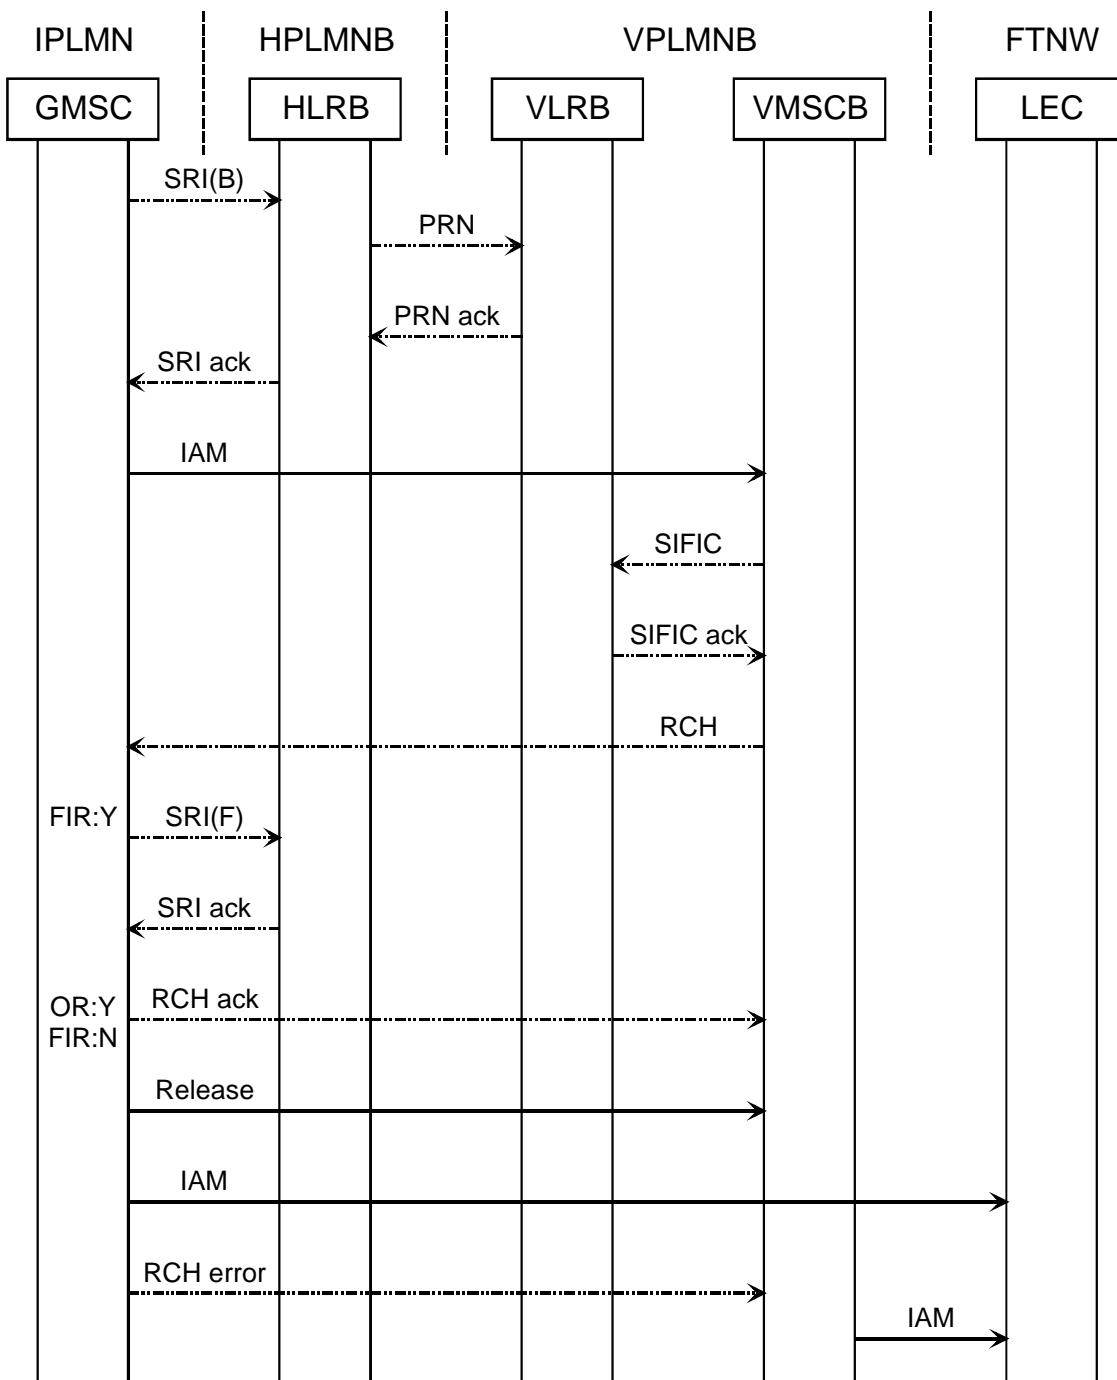 IPLMN HPLMNB VPLMNB FTNW
GMSC HLRB VLRB VMSCB LEC
SRI(B)
PRN
PRN ack
SRI ack
IAM
SIFIC
SIFIC ack
RCH
FIR:Y SRI(F)
SRI ack
OR:Y RCH ack
FIR:N
Release
IAM
RCH error
IAM